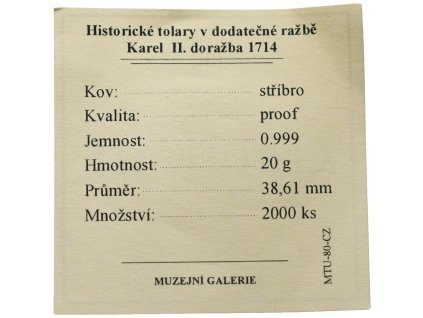 Historické tolary v dodatečné ražbě
Karel II. doražba 1714
Kov: stříbro
Kvalita: proof
Jemnost: 0.999
Hmotnost: 20 g
Průměr: 38,61 mm
Množství: 2000 ks
MUZEJNÍ GALERIE
MTU-80-CZ